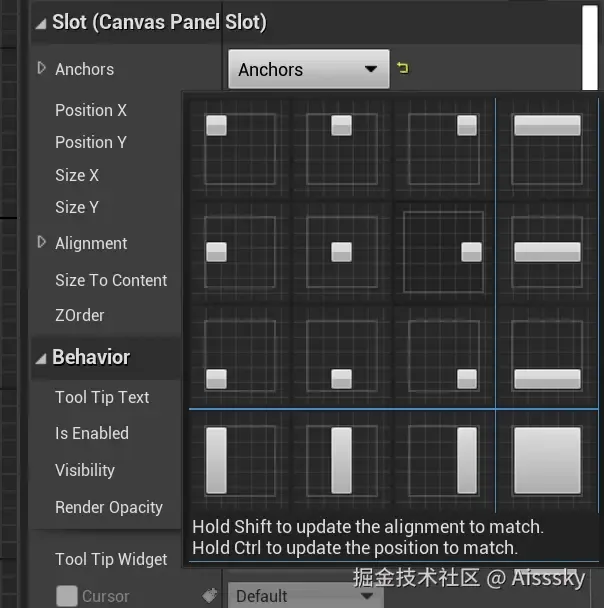 Slot (Canvas Panel Slot)
Anchors
Anchors
Position X
Position Y
Size X
Size Y
Alignment
Size To Content
ZOrder
Behavior
Tool Tip Text
Is Enabled
Visibility
Render Opacity
Hold Shift to update the alignment to match.
Hold Ctrl to update the position to match.
Tool Tip Widget
掘金技术社区 @ Aisssky
Cursor
Default